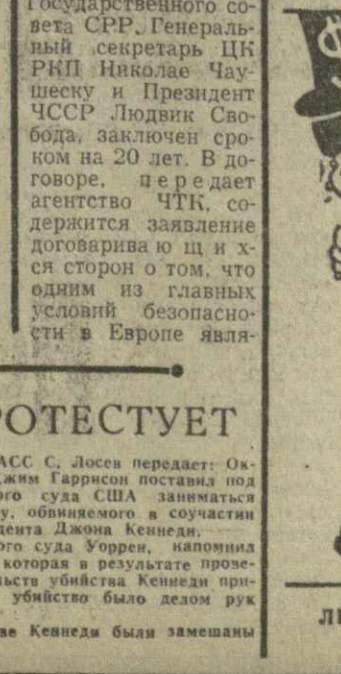 Государственного со-
вета СРР, Генераль-
ный секретарь ЦК
РКП Николае Чау-
шеску и Президент
ЧССР Людвик Сво-
бода, заключен сро-
ком на 20 лет. В до-
говоре, передает
агентство ЧТК, со-
держится заявление
договаривающих-
ся сторон о том, что
одним из главных
условий безопасно-
сти в Европе явля-
РОТЕСТУЕТ
АСС С. Лосев передает: Ок-
жим Гаррисон поставил под
ого суда США заниматься
у, обвиняемого в соучастии
дента Джона Кеннеди.
ого суда Уоррен, напомнил
которая в результате прове-
льств убийства Кеннеди при-
убийство было делом рук
ве Кеннеди были замешаны